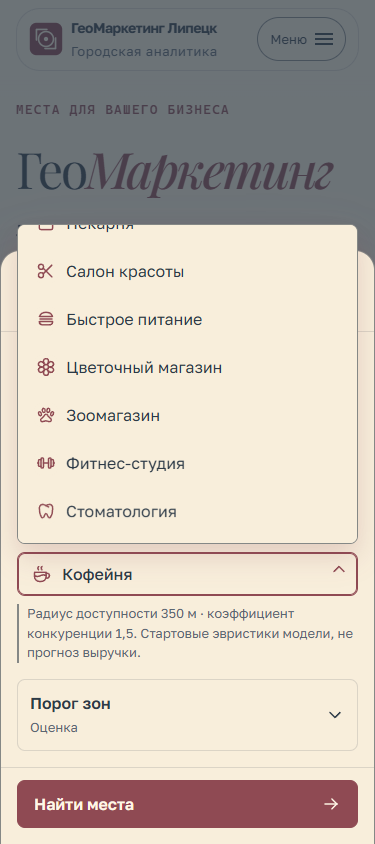 ГеоМаркетинг Липецк
Городская аналитика
Меню
МЕСТА ДЛЯ ВАШЕГО БИЗНЕСА
ГеоМаркетинг
Пекарня
Салон красоты
Быстрое питание
Цветочный магазин
Зоомагазин
Фитнес-студия
Стоматология
Кофейня
Радиус доступности 350 м · коэффициент
конкуренции 1,5. Стартовые эвристики модели, не
прогноз выручки.
Порог зон
Оценка
Найти места